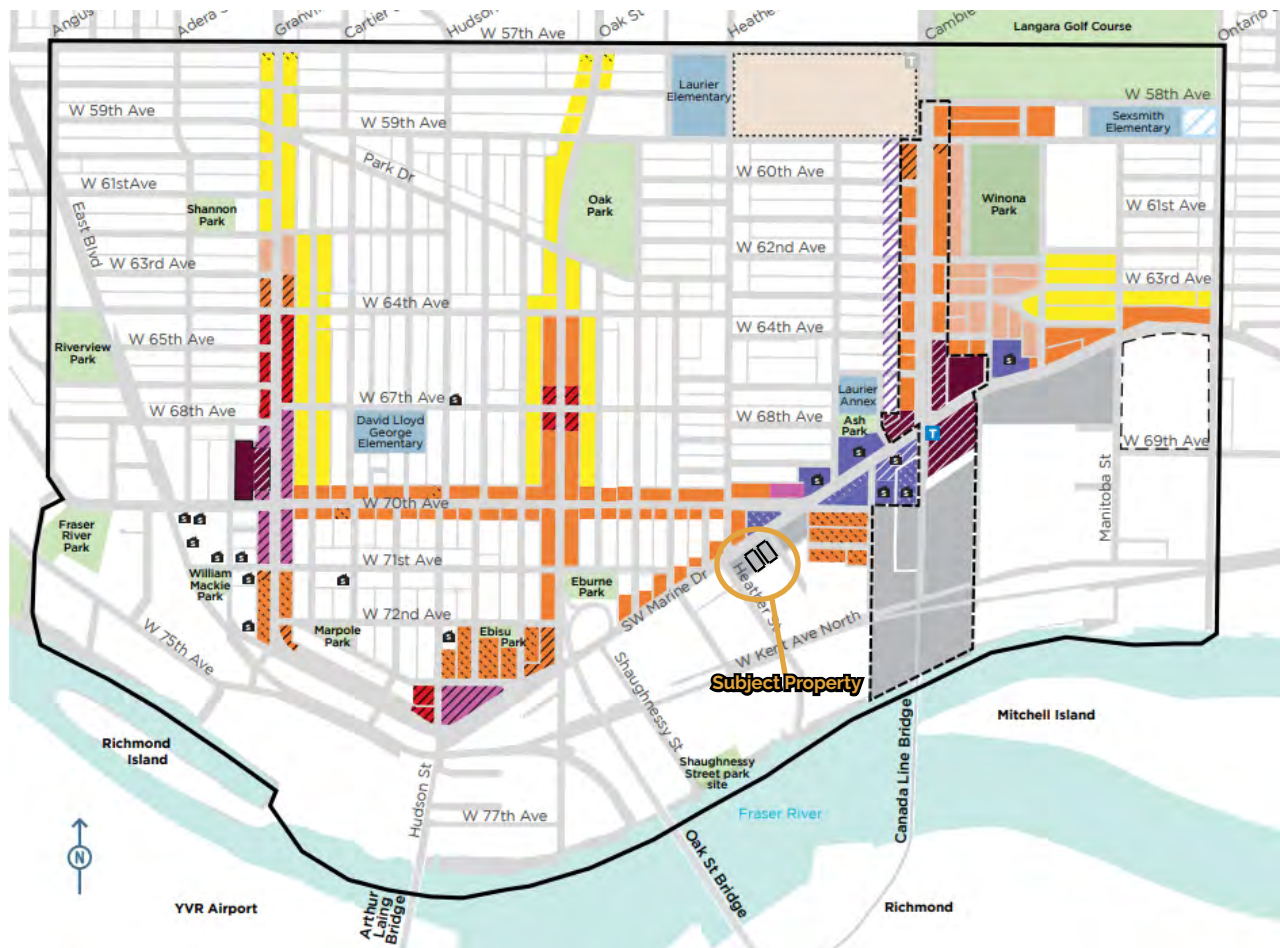 Angus
Adera S
Granvi
Cartier
Hudson
Oak St
Heathe
Cambie
Ontario
W 57th Ave
Langara Golf Course
T
Laurier
Elementary
W 58th Ave
W 59th Ave
W 59th Ave
Sexsmith
Elementary
Park Dr
W 60th Ave
W 61stAve
Shannon
Park
Oak
Park
Winona
Park
W 61st Ave
East Blvd
W 62nd Ave
W 63rd Ave
W 63rd Ave
W 64th Ave
W 64th Ave
W 65th Ave
Riverview
Park
S
W 67th Ave
S
Laurier
Annex
W 68th Ave
W 68th Ave
David Lloyd
George
Elementary
Ash
Park
T
W 69th Ave
S
S
S
S
S
W 70th Ave
Manitoba St
Fraser
River
Park
S
S
S
S
S
W 71st Ave
William
Mackie
Park
S
S
Eburne
Park
SW Marine Dr
Heather St
W 72nd Ave
W 75th Ave
S
Marpole
Park
S
Ebisu
Park
W Kent Ave North
Shaughnessy St
Subject Property
Mitchell Island
Richmond
Island
Shaughnessy
Street park
site
Canada Line Bridge
Hudson St
W 77th Ave
Fraser River
Oak St Bridge
N
YVR Airport
Arthur
Laing
Bridge
Richmond